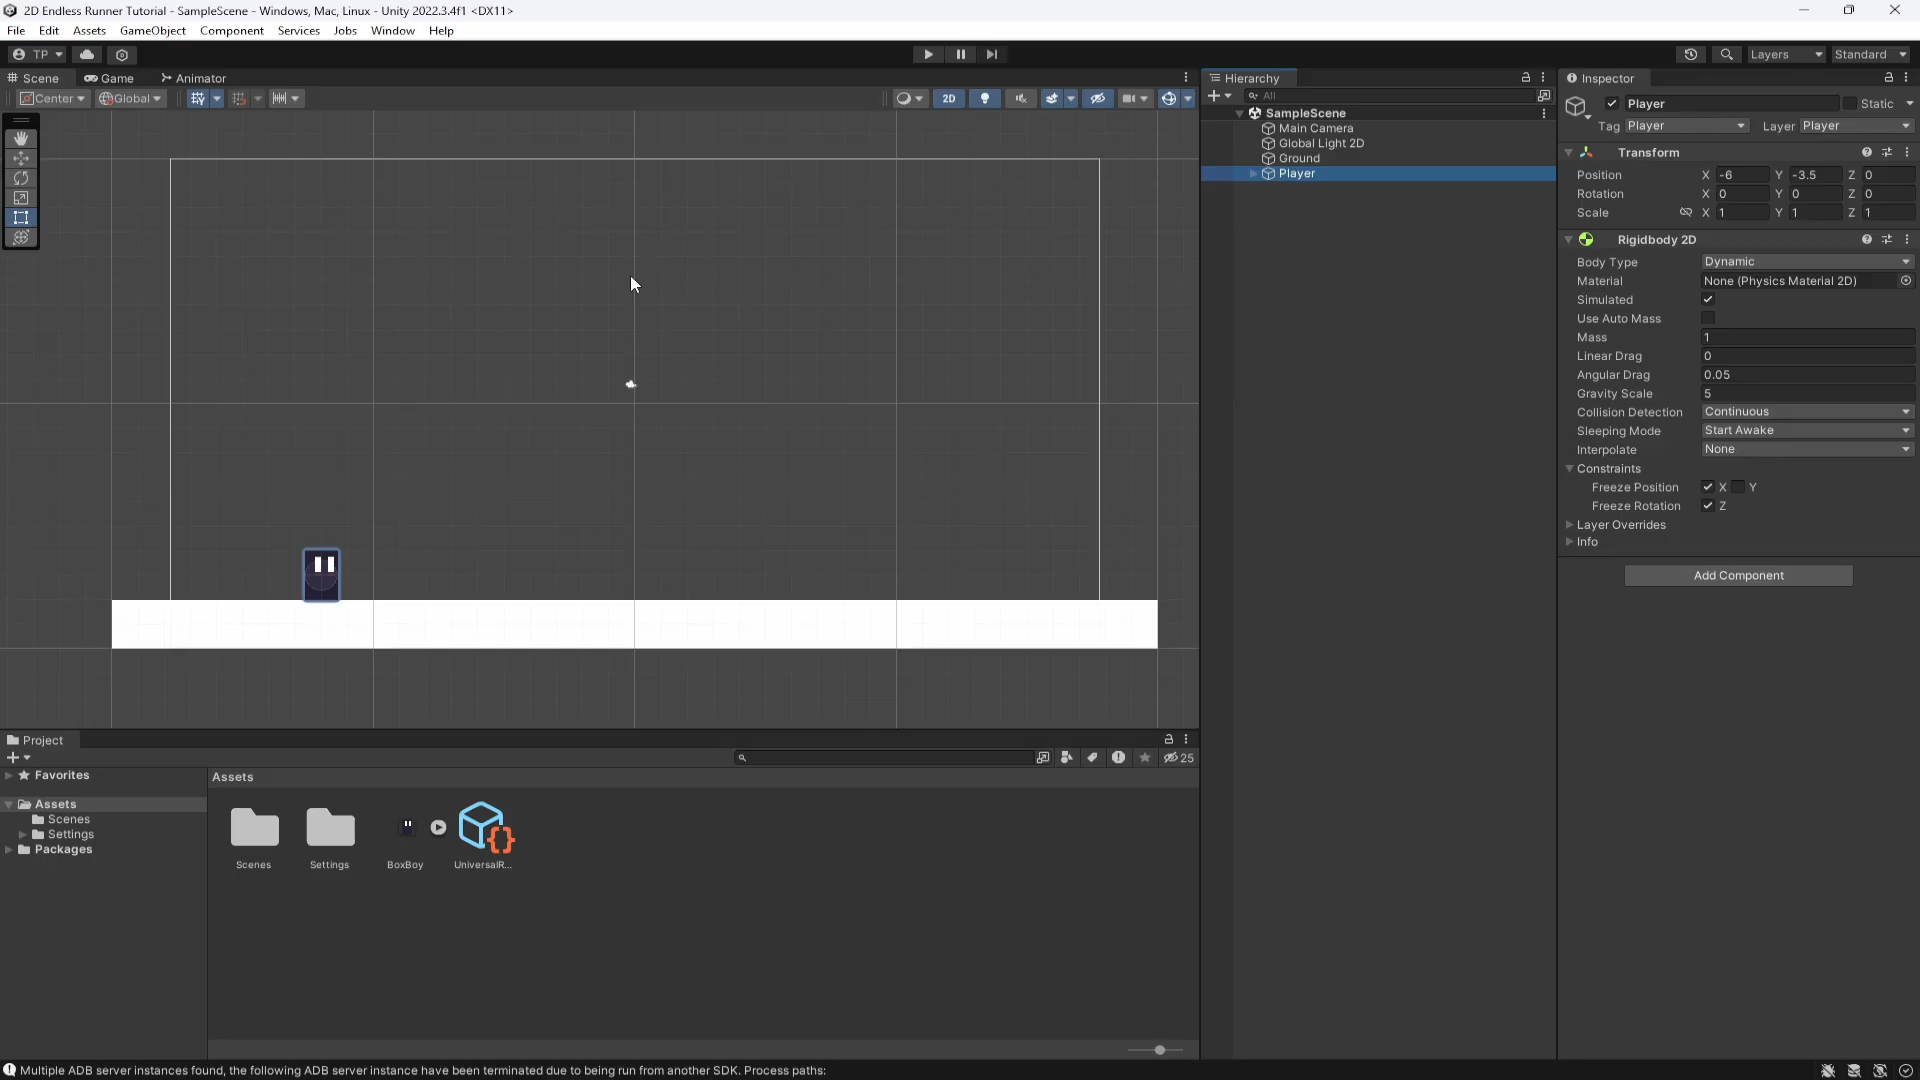 2D Endless Runner Tutorial - SampleScene - Windows, Mac, Linux - Unity 2022.3.4f1 <DX11>
File Edit Assets GameObject Component Services Jobs Window Help
TP Layers Standard
Scene Game Animator
Center Global 2D
Hierarchy
All
SampleScene
Main Camera
Global Light 2D
Ground
Player
Inspector
Player Static
Tag Player Layer Player
Transform
Position X -6 Y -3.5 Z 0
Rotation X 0 Y 0 Z 0
Scale X 1 Y 1 Z 1
Rigidbody 2D
Body Type Dynamic
Material None (Physics Material 2D)
Simulated
Use Auto Mass
Mass 1
Linear Drag 0
Angular Drag 0.05
Gravity Scale 5
Collision Detection Continuous
Sleeping Mode Start Awake
Interpolate None
Constraints
Freeze Position X Y
Freeze Rotation Z
Layer Overrides
Info
Add Component
Project
25
Favorites
Assets
Scenes
Settings
Packages
Assets
Scenes Settings BoxBoy UniversalR...
Multiple ADB server instances found, the following ADB server instance have been terminated due to being run from another SDK. Process paths: